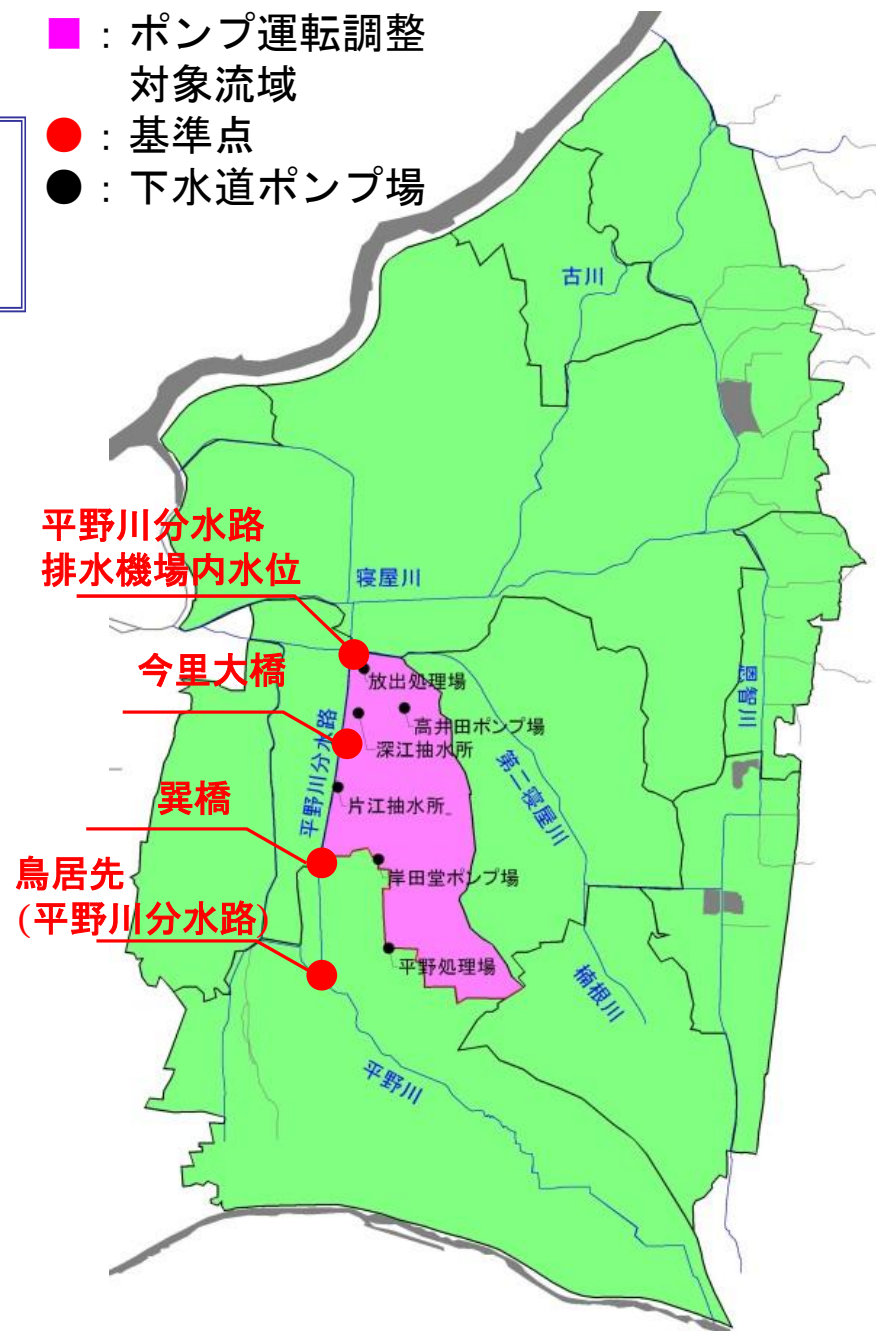 ■：ポンプ運転調整
対象流域
●：基準点
●：下水道ポンプ場
古川
平野川分水路
排水機場内水位
寝屋川
今里大橋
放出処理場
恩智川
平野川分水路
高井田ポンプ場
深江抽水所
第二寝屋川
巽橋
片江抽水所
鳥居先
(平野川分水路)
岸田堂ポンプ場
平野処理場
楠根川
平野川